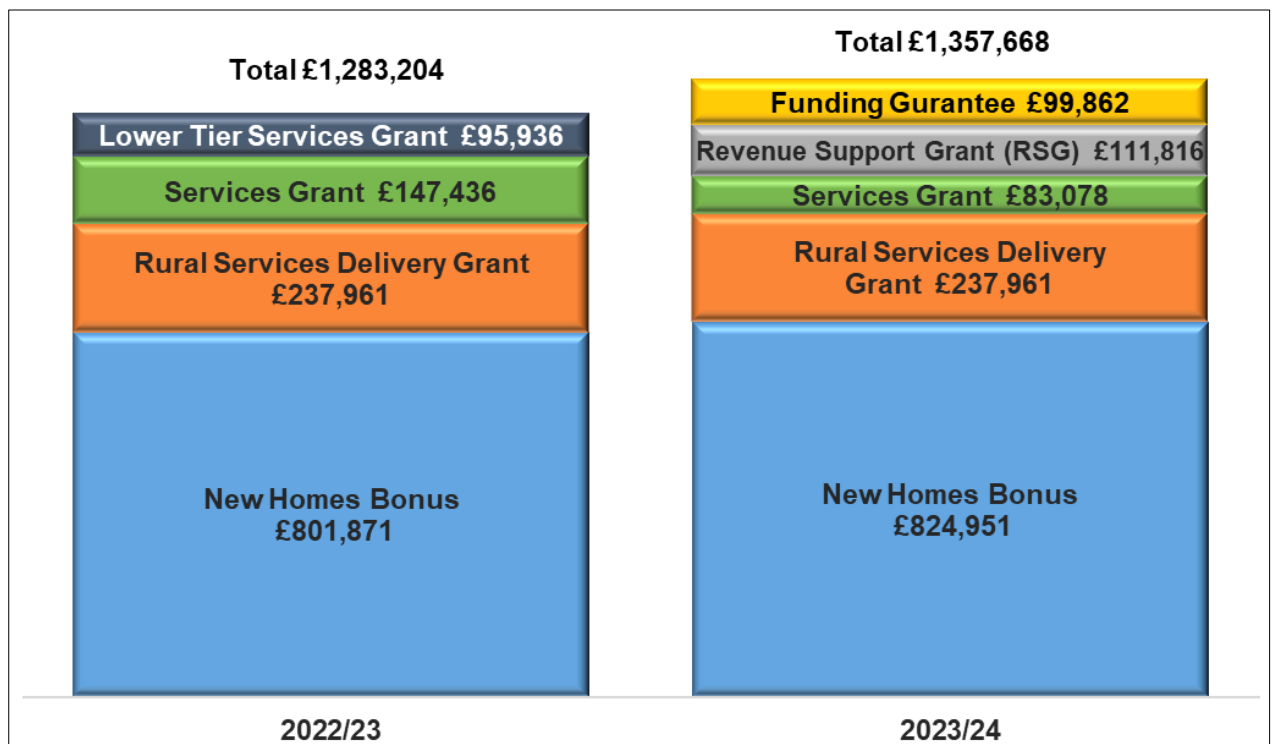 Total £1,283,204
Lower Tier Services Grant £95,936
Services Grant £147,436
Rural Services Delivery Grant
£237,961
New Homes Bonus
£801,871
2022/23
Total £1,357,668
Funding Gurantee £99,862
Revenue Support Grant (RSG) £111,816
Services Grant £83,078
Rural Services Delivery
Grant £237,961
New Homes Bonus
£824,951
2023/24